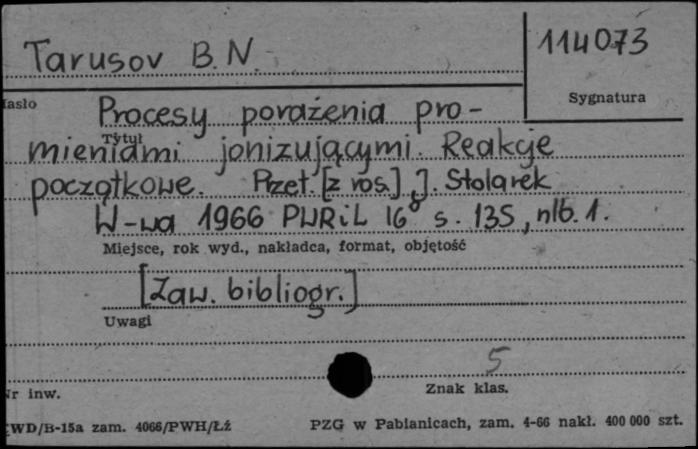 Tarusov B. N.
114073
Sygnatura
Hasło
Procesy porażenia pro-
Tytuł
mieniami jonizującymi. Reakcje
początkowe. Przeł. [z ros.] J. Stolarek
W-wa 1966 PWRiL 16° s. 135, nlb. 1.
Miejsce, rok wyd., nakładca, format, objętość
[Zaw. bibliogr.]
Uwagi
5
Nr inw.
Znak klas.
WD/B-15a zam. 4066/PWH/Łź
PZG w Pabianicach, zam. 4-66 nakł. 400 000 szt.